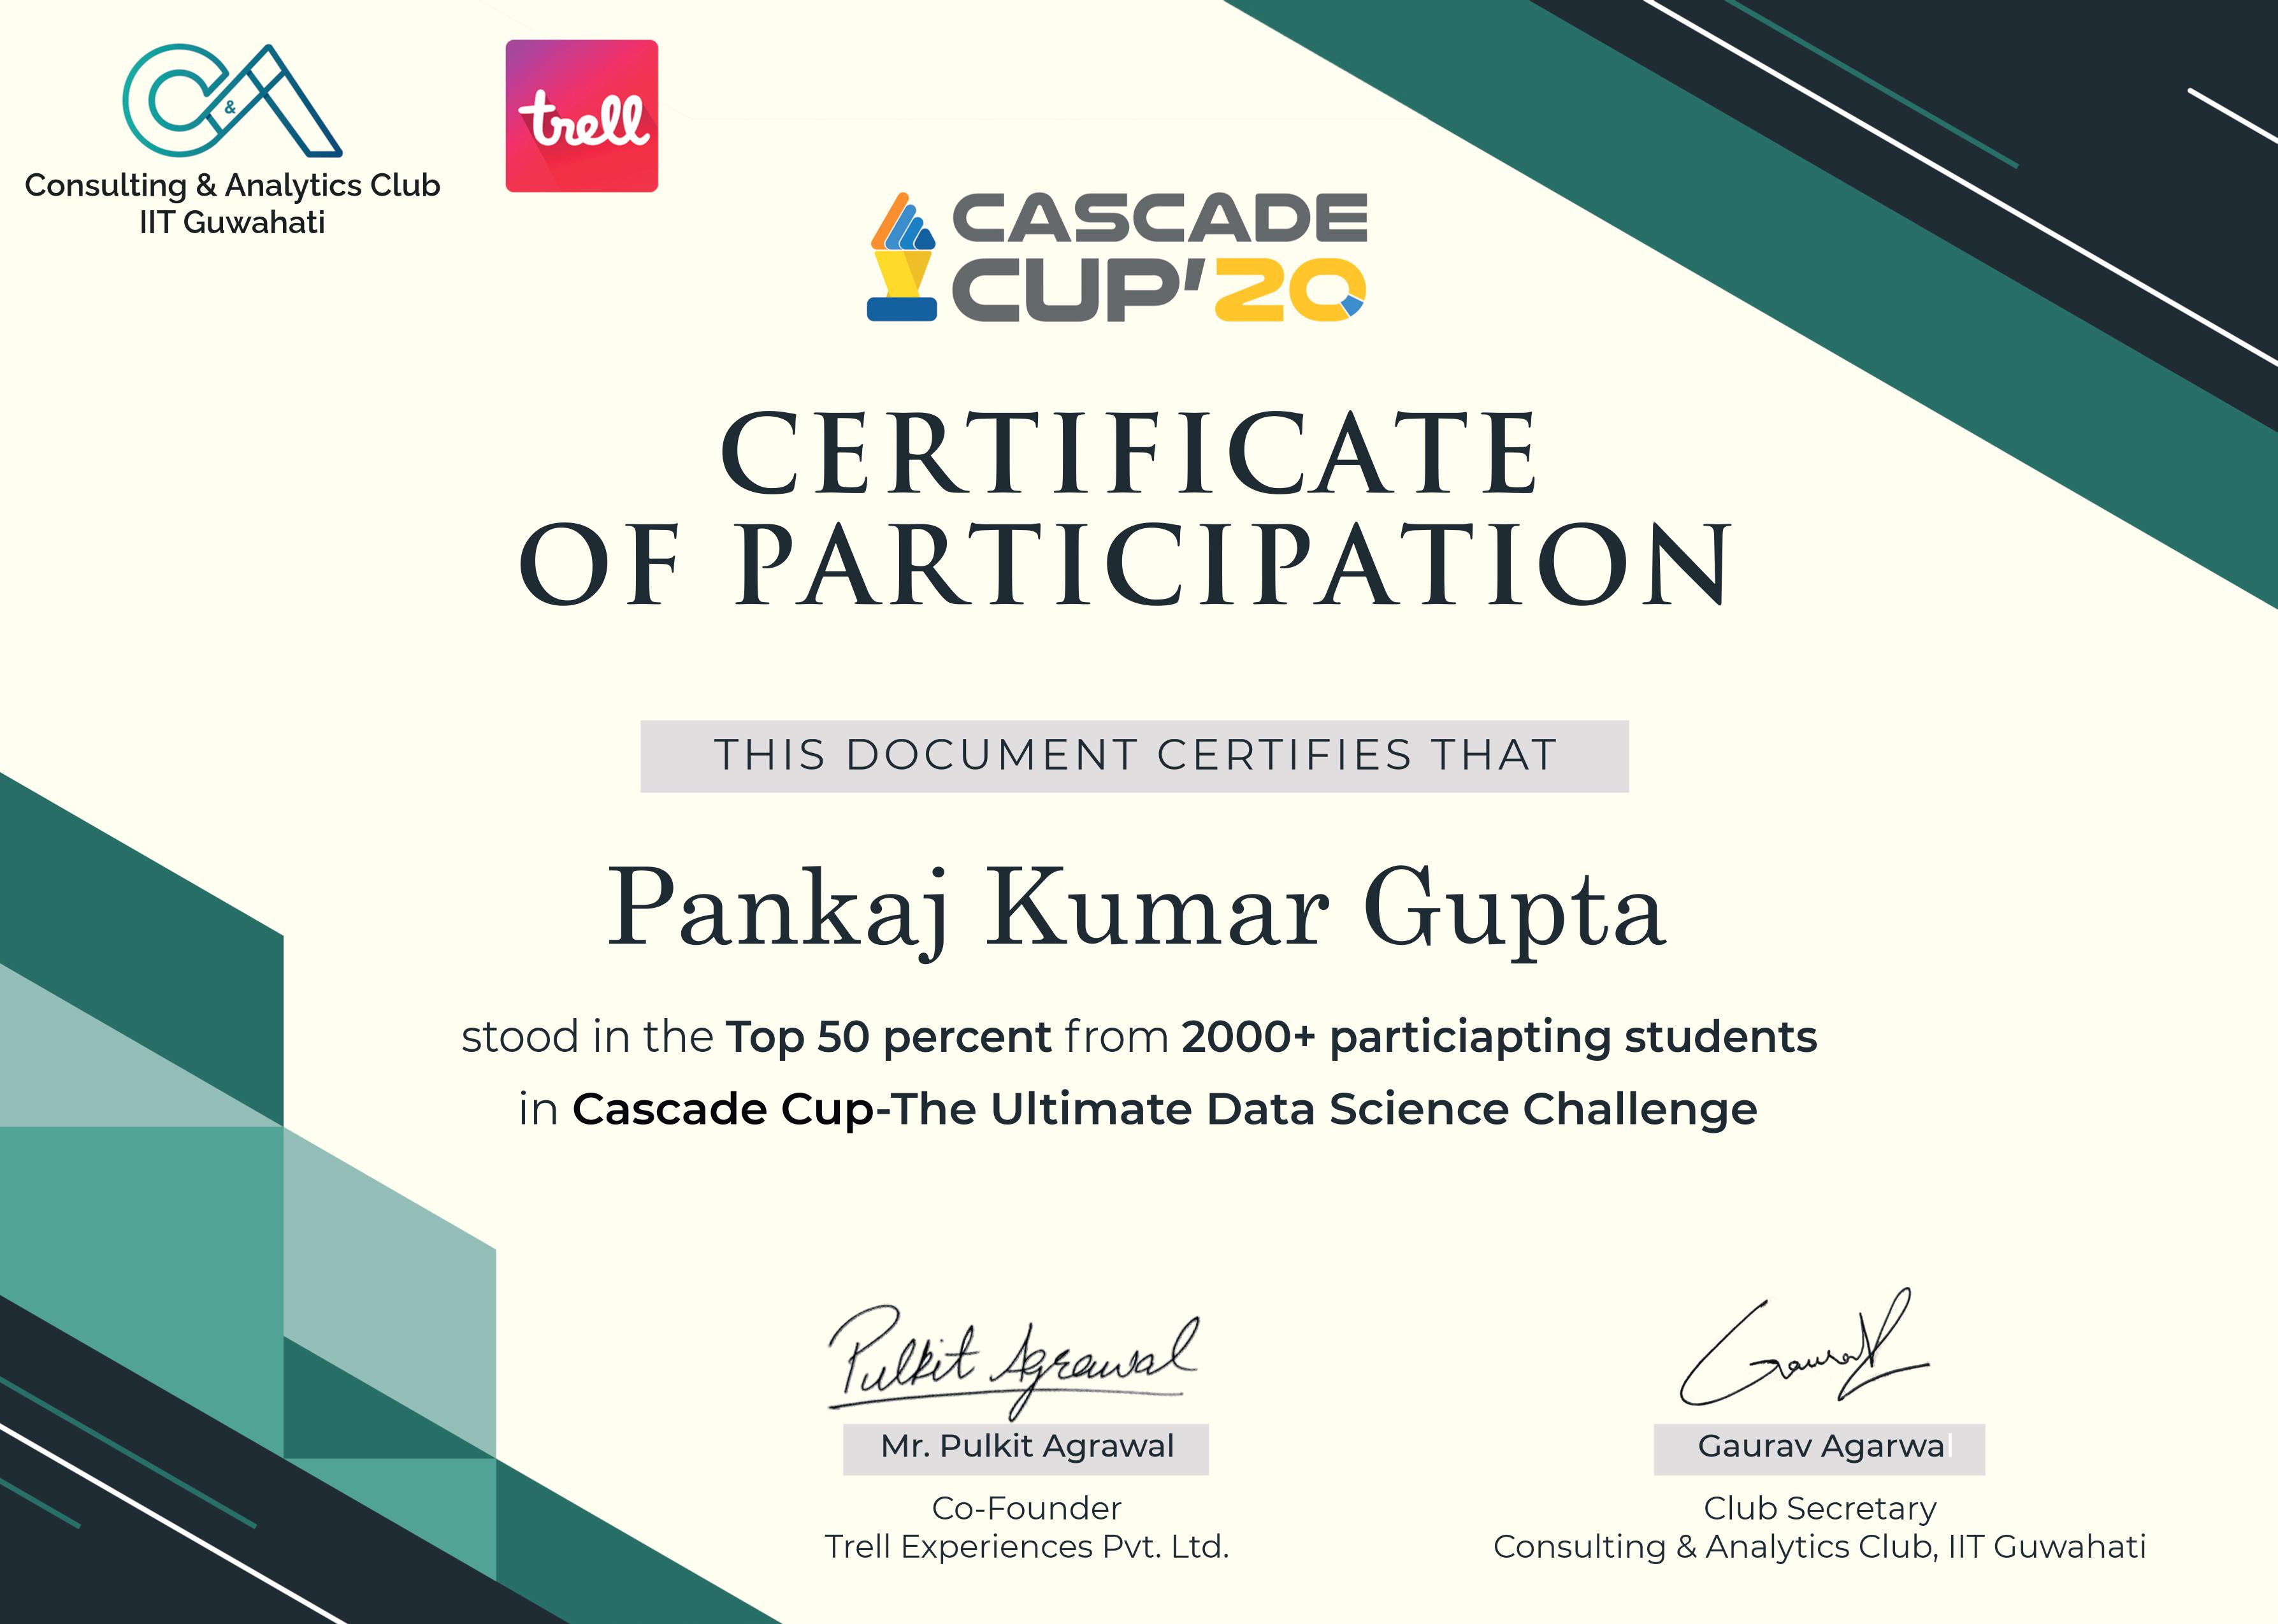 C&A
Consulting & Analytics Club
IIT Guwahati
trell
CASCADE
CUP'20
CERTIFICATE
OF PARTICIPATION
THIS DOCUMENT CERTIFIES THAT
Pankaj Kumar Gupta
stood in the Top 50 percent from 2000+ particiapting students
in Cascade Cup-The Ultimate Data Science Challenge
Pulkit Agrawal
Gaurav
Mr. Pulkit Agrawal
Gaurav Agarwal
Co-Founder
Club Secretary
Trell Experiences Pvt. Ltd.
Consulting & Analytics Club, IIT Guwahati